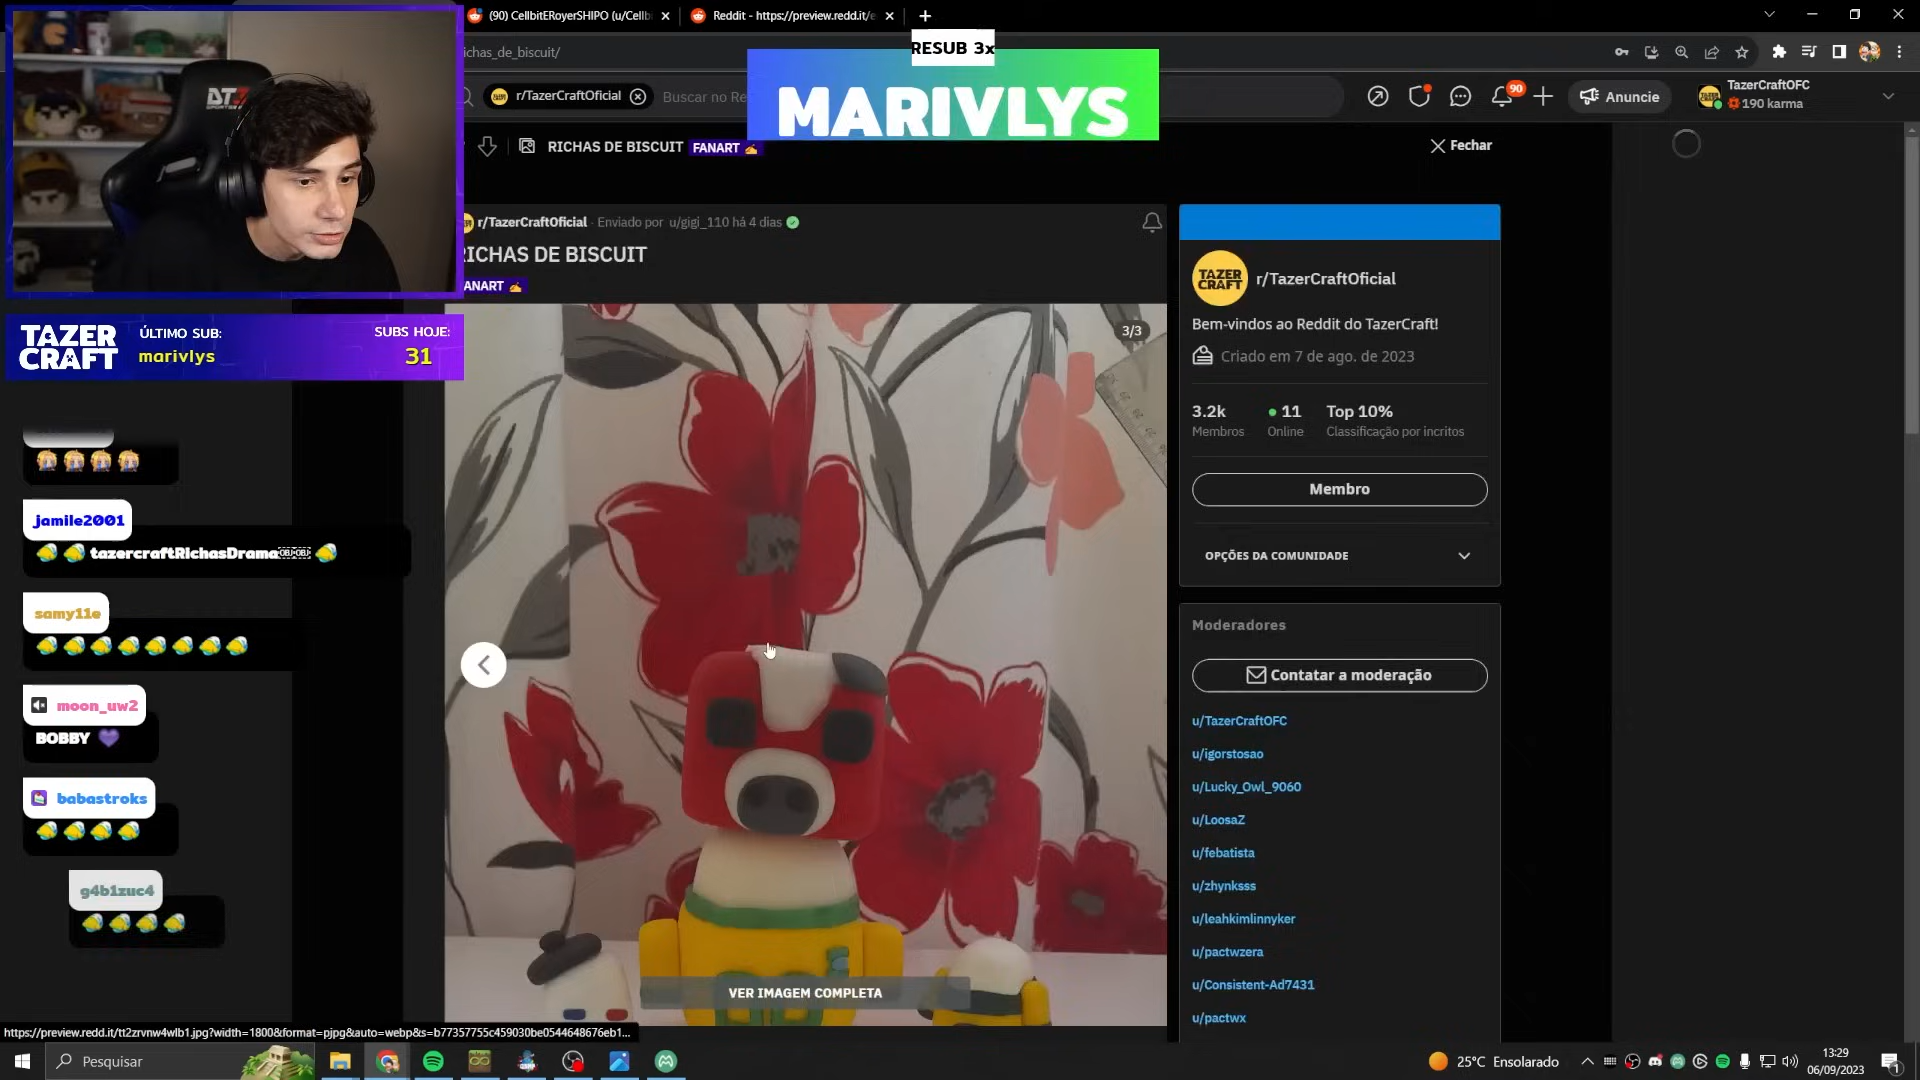 (90) CellbitERoyerSHIPO (u/Cellb
Reddit - https://preview.redd.it/e
ichas_de_biscuit/
RESUB 3x
MARIVLYS
r/TazerCraftOficial
Buscar no Re
90
Anuncie
TazerCraftOFC
190 karma
RICHAS DE BISCUIT
FANART
Fechar
r/TazerCraftOficial · Enviado por u/gigi_110 há 4 dias
ICHAS DE BISCUIT
ANART
3/3
TAZER
CRAFT
r/TazerCraftOficial
Bem-vindos ao Reddit do TazerCraft!
Criado em 7 de ago. de 2023
3.2k
Membros
11
Online
Top 10%
Classificação por incritos
Membro
OPÇÕES DA COMUNIDADE
Moderadores
Contatar a moderação
u/TazerCraftOFC
u/igorstosao
u/Lucky_Owl_9060
u/LoosaZ
u/febatista
u/zhynksss
u/leahkimlinnyker
u/pactwzera
u/Consistent-Ad7431
u/pactwx
TAZER
CRAFT
ÚLTIMO SUB:
marivlys
SUBS HOJE:
31
jamile2001
tazercraftRichasDrama
samy11e
moon_uw2
BOBBY
babastroks
g4b1zuc4
VER IMAGEM COMPLETA
https://preview.redd.it/tt2zrvnw4wlb1.jpg?width=1800&format=pjpg&auto=webp&s=b77357755c459030be0544648676eb1...
Pesquisar
25°C Ensolarado
13:29
06/09/2023